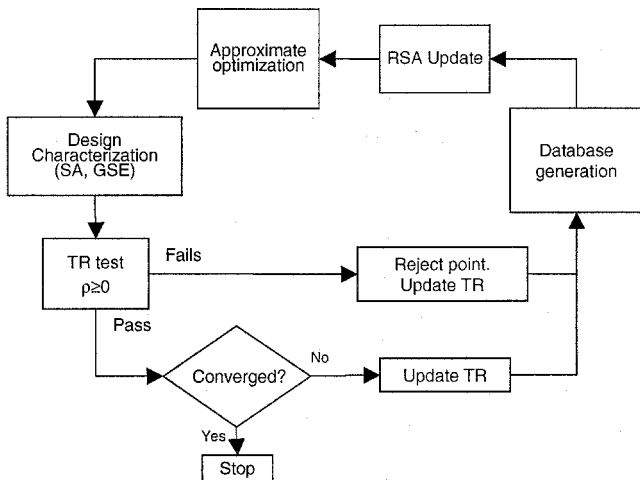 Approximate
optimization
RSA Update
Database
generation
Design
Characterization
(SA, GSE)
TR test
ρ≥0
Fails
Reject point.
Update TR
Pass
Converged?
No
Update TR
Yes
Stop